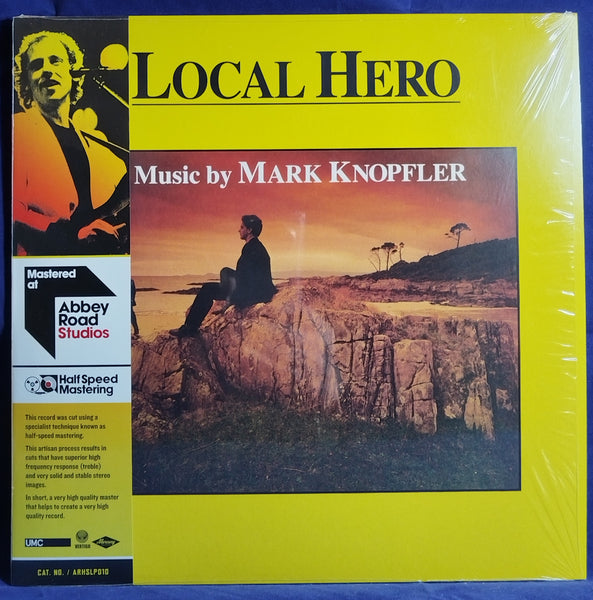 LOCAL HERO
Music by MARK KNOPFLER
Mastered
at
Abbey
Road
Studios
Half Speed
Mastering
This record was cut using a
specialist technique known as
half-speed mastering.
This artisan process results in
cuts that have superior high
frequency response (treble)
and very solid and stable stereo
images.
In short, a very high quality master
that helps to create a very high
quality record.
UMC
VERTIGO
Mercury
CAT. NO. / ARHSLP010